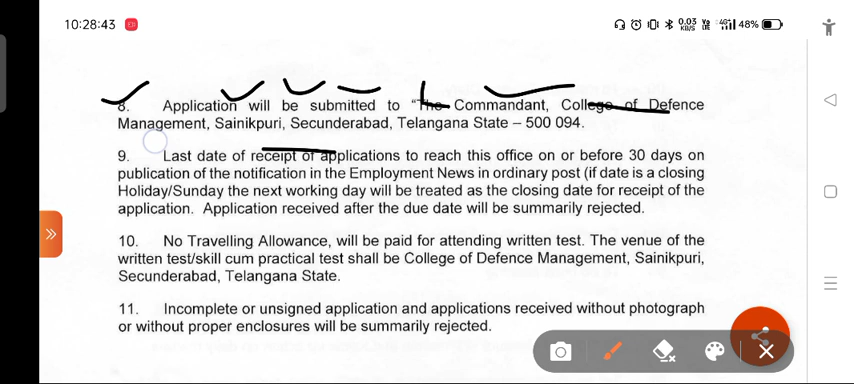 10:28:43
0.03 KB/S
48%
8. Application will be submitted to "The Commandant, College of Defence
Management, Sainikpuri, Secunderabad, Telangana State – 500 094.
9. Last date of receipt of applications to reach this office on or before 30 days on
publication of the notification in the Employment News in ordinary post (if date is a closing
Holiday/Sunday the next working day will be treated as the closing date for receipt of the
application. Application received after the due date will be summarily rejected.
10. No Travelling Allowance, will be paid for attending written test. The venue of the
written test/skill cum practical test shall be College of Defence Management, Sainikpuri,
Secunderabad, Telangana State.
11. Incomplete or unsigned application and applications received without photograph
or without proper enclosures will be summarily rejected.